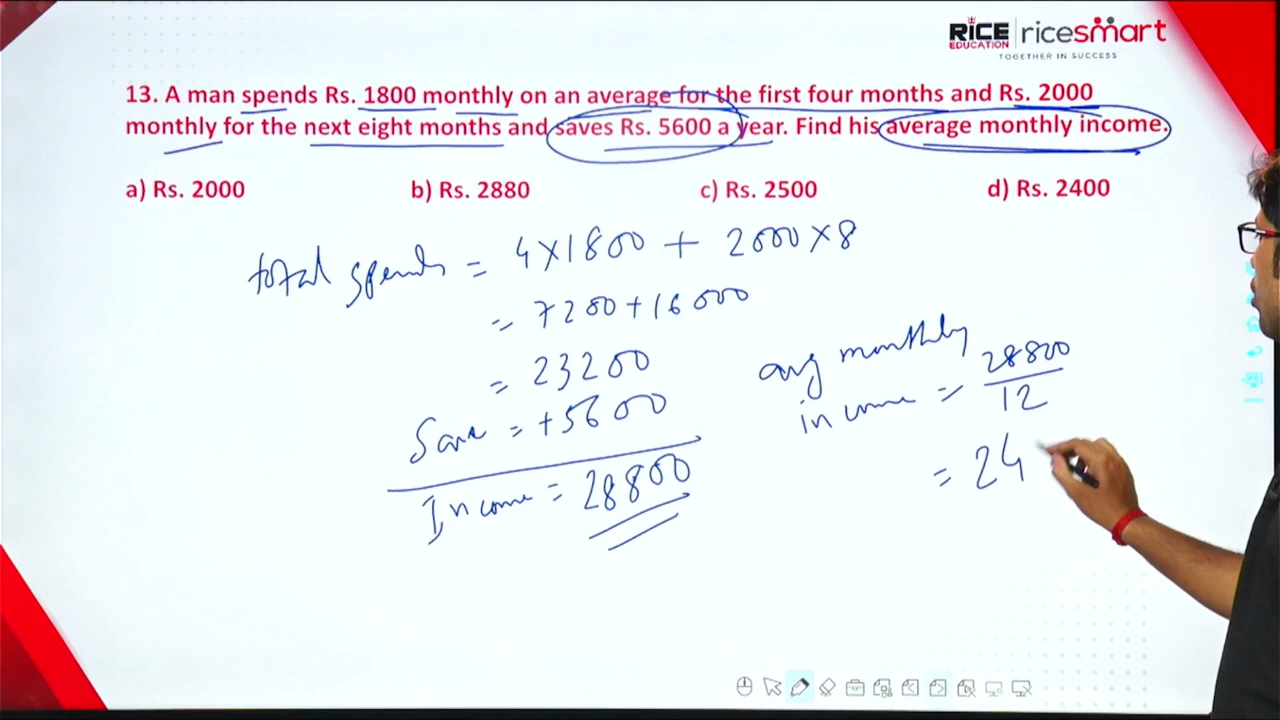 RICE EDUCATION ricesmart
TOGETHER IN SUCCESS
13. A man spends Rs. 1800 monthly on an average for the first four months and Rs. 2000
monthly for the next eight months and saves Rs. 5600 a year. Find his average monthly income.
a) Rs. 2000 b) Rs. 2880 c) Rs. 2500 d) Rs. 2400
total spends = 4×1800 + 2000×8
= 7200+16000
= 23200
Save = +5600
Income = 28800
avg monthly
income = 28800/12
= 24